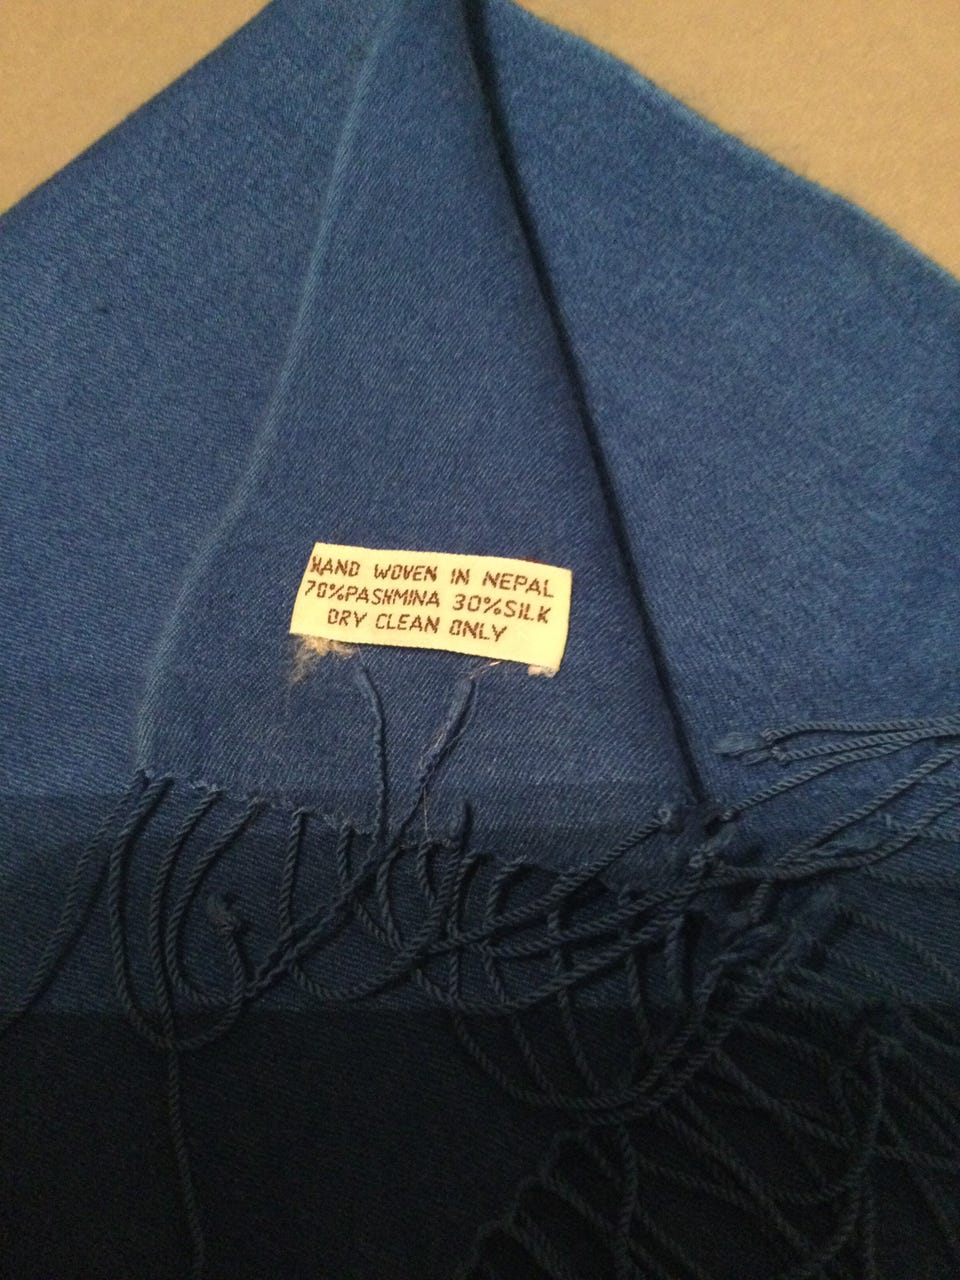 HAND WOVEN IN NEPAL
70%PASHMINA 30%SILK
DRY CLEAN ONLY